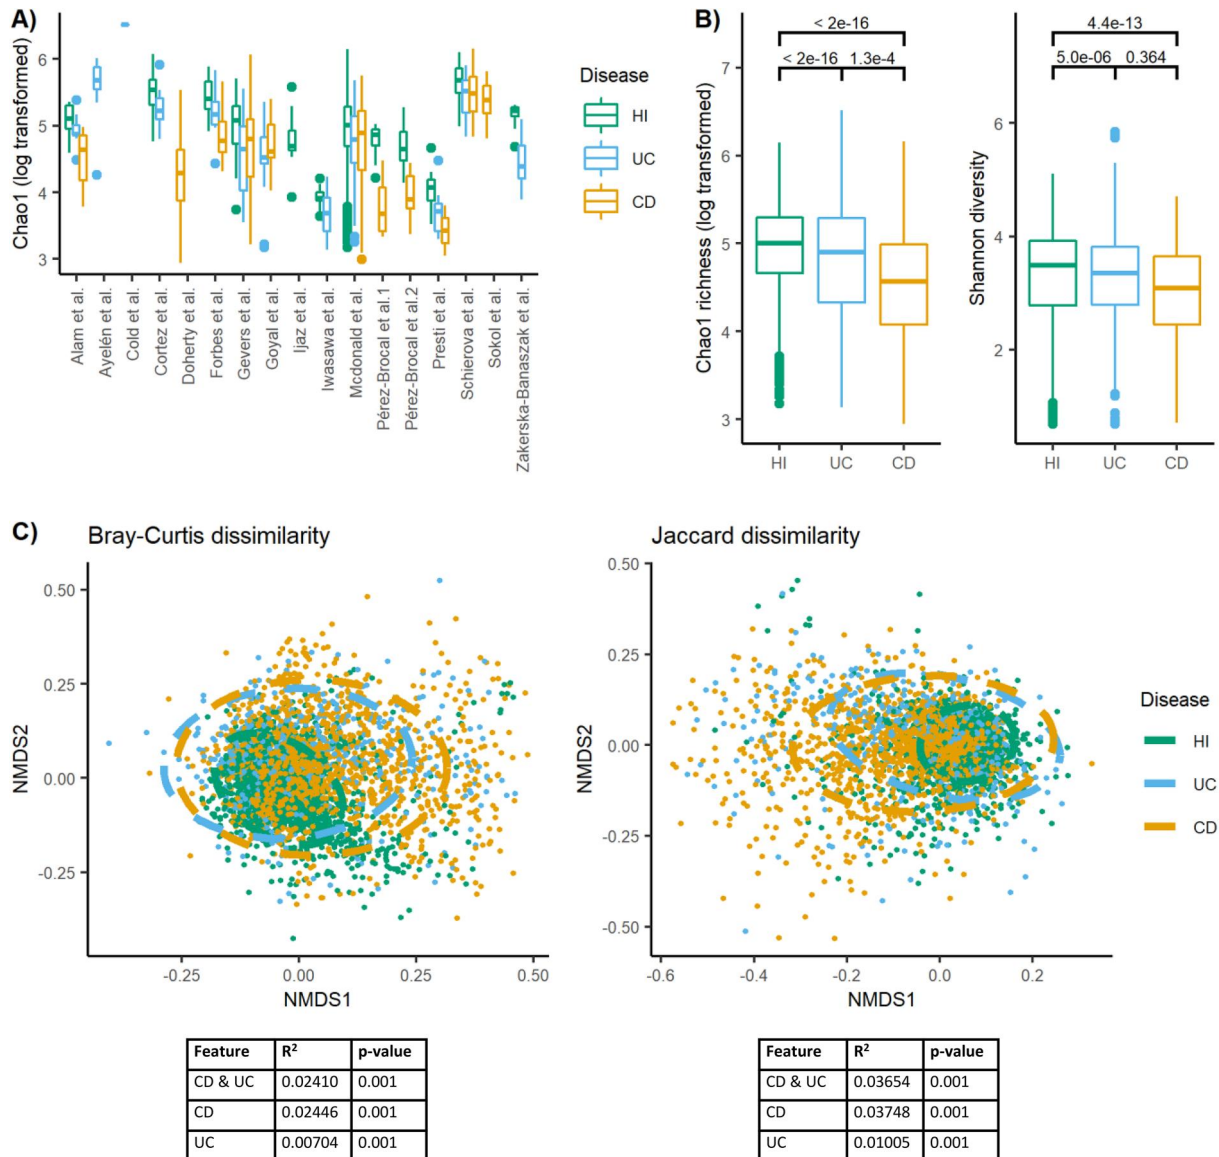 A)
Chao1 (log transformed)
6
5
4
3
Alam et al.
Ayelén et al.
Cold et al.
Cortez et al.
Doherty et al.
Forbes et al.
Gevers et al.
Goyal et al.
Ijaz et al.
Iwasawa et al.
Mcdonald et al.
Pérez-Brocal et al.1
Pérez-Brocal et al.2
Presti et al.
Schierova et al.
Sokol et al.
Zakerska-Banaszak et al.
Disease
HI
UC
CD
B)
Chao1 richness (log transformed)
7
6
5
4
3
< 2e-16
< 2e-16 1.3e-4
HI UC CD
Shannon diversity
6
4
2
4.4e-13
5.0e-06 0.364
HI UC CD
C)
Bray-Curtis dissimilarity
NMDS2
0.50
0.25
0.00
-0.25
-0.25 0.00 0.25 0.50
NMDS1
Jaccard dissimilarity
NMDS2
0.50
0.25
0.00
-0.25
-0.50
-0.6 -0.4 -0.2 0.0 0.2
NMDS1
Disease
HI
UC
CD
Feature R² p-value
CD & UC 0.02410 0.001
CD 0.02446 0.001
UC 0.00704 0.001
Feature R² p-value
CD & UC 0.03654 0.001
CD 0.03748 0.001
UC 0.01005 0.001